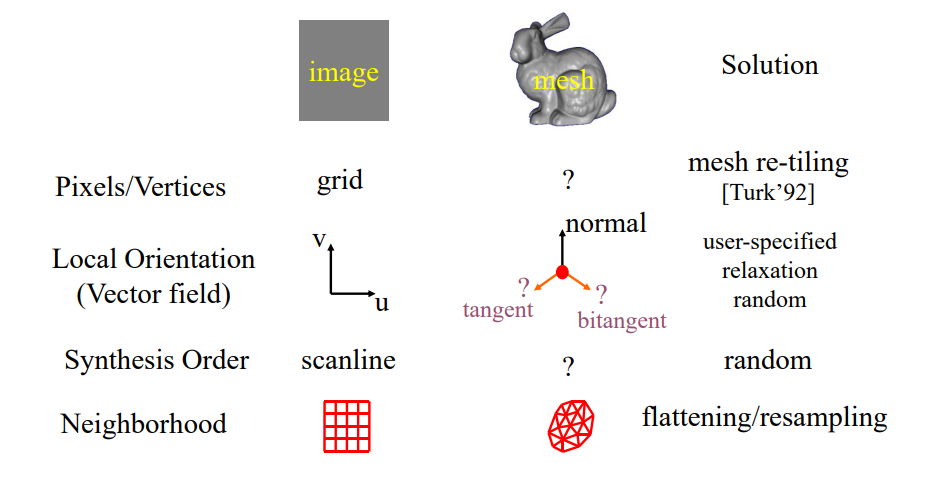 image
mesh
Solution
Pixels/Vertices
grid
?
mesh re-tiling
[Turk’92]
Local Orientation
(Vector field)
v
u
normal
?
tangent
?
bitangent
user-specified
relaxation
random
Synthesis Order
scanline
?
random
Neighborhood
flattening/resampling